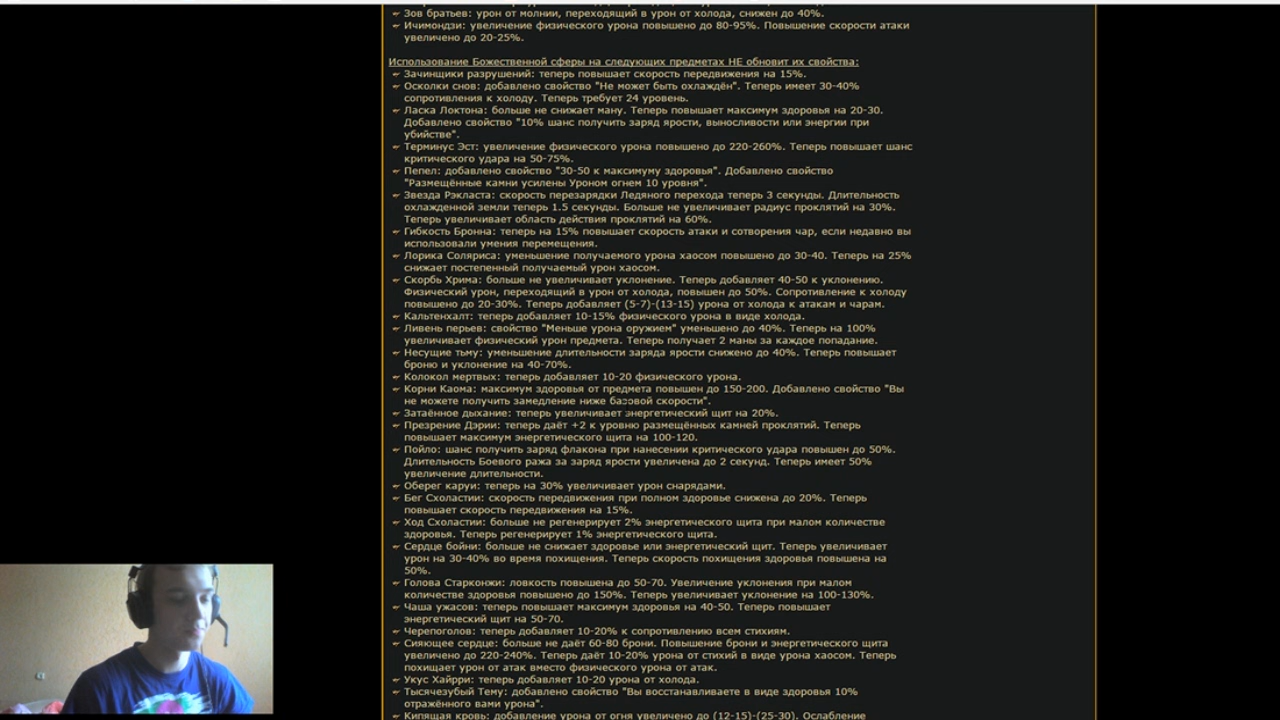 Зов братьев: урон от молнии, переходящий в урон от холода, снижен до 40%.
Ичимондзи: увеличение физического урона повышено до 80-95%. Повышение скорости атаки
увеличено до 20-25%.
Использование Божественной сферы на следующих предметах НЕ обновит их свойства:
Зачинщики разрушений: теперь повышает скорость передвижения на 15%.
Осколки снов: добавлено свойство "Не может быть охлаждён". Теперь имеет 30-40%
сопротивления к холоду. Теперь требует 24 уровень.
Ласка Локтона: больше не снижает ману. Теперь повышает максимум здоровья на 20-30.
Добавлено свойство "10% шанс получить заряд ярости, выносливости или энергии при
убийстве".
Терминус Эст: увеличение физического урона повышено до 220-260%. Теперь повышает шанс
критического удара на 50-75%.
Пепел: добавлено свойство "30-50 к максимуму здоровья". Добавлено свойство
"Размещённые камни усилены Уроном огнем 10 уровня".
Звезда Рэкласта: скорость перезарядки Ледяного перехода теперь 3 секунды. Длительность
охлажденной земли теперь 1.5 секунды. Больше не увеличивает радиус проклятий на 30%.
Теперь увеличивает область действия проклятий на 60%.
Гибкость Бронна: теперь на 15% повышает скорость атаки и сотворения чар, если недавно вы
использовали умения перемещения.
Лорика Соляриса: уменьшение получаемого урона хаосом повышено до 30-40. Теперь на 25%
снижает постепенный получаемый урон хаосом.
Скорбь Хрима: больше не увеличивает уклонение. Теперь добавляет 40-50 к уклонению.
Физический урон, переходящий в урон от холода, повышен до 50%. Сопротивление к холоду
повышено до 20-30%. Теперь добавляет (5-7)-(13-15) урона от холода к атакам и чарам.
Кальтенхалт: теперь добавляет 10-15% физического урона в виде холода.
Ливень перьев: свойство "Меньше урона оружием" уменьшено до 40%. Теперь на 100%
увеличивает физический урон предмета. Теперь получает 2 маны за каждое попадание.
Несущие тьму: уменьшение длительности заряда ярости снижено до 40%. Теперь повышает
броню и уклонение на 40-70%.
Колокол мертвых: теперь добавляет 10-20 физического урона.
Корни Каома: максимум здоровья от предмета повышен до 150-200. Добавлено свойство "Вы
не можете получить замедление ниже базовой скорости".
Затаённое дыхание: теперь увеличивает энергетический щит на 20%.
Презрение Дэрии: теперь даёт +2 к уровню размещённых камней проклятий. Теперь
повышает максимум энергетического щита на 100-120.
Пойло: шанс получить заряд флакона при нанесении критического удара повышен до 50%.
Длительность Боевого ража за заряд ярости увеличена до 2 секунд. Теперь имеет 50%
увеличение длительности.
Оберег каруи: теперь на 30% увеличивает урон снарядами.
Бег Схоластии: скорость передвижения при полном здоровье снижена до 20%. Теперь
повышает скорость передвижения на 15%.
Ход Схоластии: больше не регенерирует 2% энергетического щита при малом количестве
здоровья. Теперь регенерирует 1% энергетического щита.
Сердце бойни: больше не снижает здоровье или энергетический щит. Теперь увеличивает
урон на 30-40% во время похищения. Теперь скорость похищения здоровья повышена на
50%.
Голова Старконжи: ловкость повышена до 50-70. Увеличение уклонения при малом
количестве здоровья повышено до 150%. Теперь увеличивает уклонение на 100-130%.
Чаша ужасов: теперь повышает максимум здоровья на 40-50. Теперь повышает
энергетический щит на 50-70.
Черепоголов: теперь добавляет 10-20% к сопротивлению всем стихиям.
Сияющее сердце: больше не даёт 60-80 брони. Повышение брони и энергетического щита
увеличено до 220-240%. Теперь даёт 10-20% урона от стихий в виде урона хаосом. Теперь
похищает урон от атак вместо физического урона от атак.
Укус Хайрри: теперь добавляет 10-20 урона от холода.
Тысячезубый Тему: добавлено свойство "Вы восстанавливаете в виде здоровья 10%
отражённого вами урона".
Кипящая кровь: добавление урона от огня увеличено до (12-15)-(25-30). Ослабление